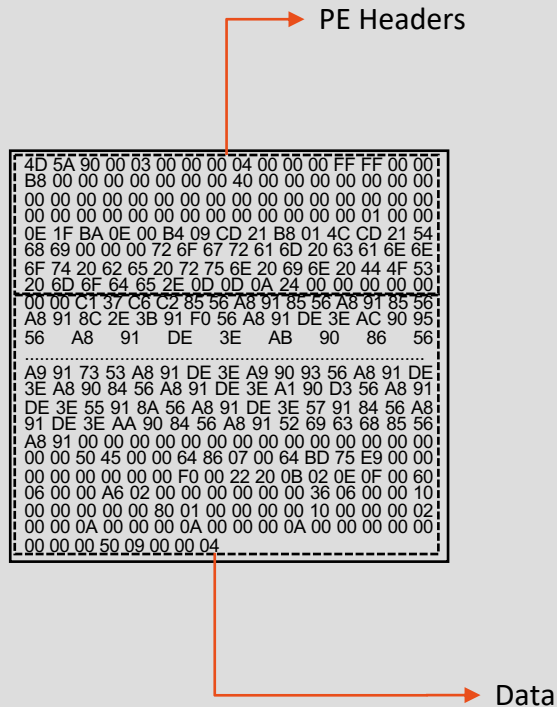 PE Headers
4D 5A 90 00 03 00 00 00 04 00 00 00 FF FF 00 00
B8 00 00 00 00 00 00 00 40 00 00 00 00 00 00 00
00 00 00 00 00 00 00 00 00 00 00 00 00 00 00 00
00 00 00 00 00 00 00 00 00 00 00 00 00 01 00 00
0E 1F BA 0E 00 B4 09 CD 21 B8 01 4C CD 21 54
68 69 00 00 00 72 6F 67 72 61 6D 20 63 61 6E 6E
6F 74 20 62 65 20 72 75 6E 20 69 6E 20 44 4F 53
20 6D 6F 64 65 2E 0D 0D 0A 24 00 00 00 00 00
00 00 C1 37 C6 C2 85 56 A8 91 85 56 A8 91 85 56
A8 91 8C 2E 3B 91 F0 56 A8 91 DE 3E AC 90 95
56 A8 91 DE 3E AB 90 86 56
A9 91 73 53 A8 91 DE 3E A9 90 93 56 A8 91 DE
3E A8 90 84 56 A8 91 DE 3E A1 90 D3 56 A8 91
DE 3E 55 91 8A 56 A8 91 DE 3E 57 91 84 56 A8
91 DE 3E AA 90 84 56 A8 91 52 69 63 68 85 56
A8 91 00 00 00 00 00 00 00 00 00 00 00 00 00 00
00 00 50 45 00 00 64 86 07 00 64 BD 75 E9 00 00
00 00 00 00 00 00 F0 00 22 20 0B 02 0E 0F 00 60
06 00 00 A6 02 00 00 00 00 00 00 36 06 00 00 10
00 00 00 00 00 80 01 00 00 00 00 10 00 00 00 02
00 00 0A 00 00 00 0A 00 00 00 0A 00 00 00 00 00
00 00 00 50 09 00 00 04
Data